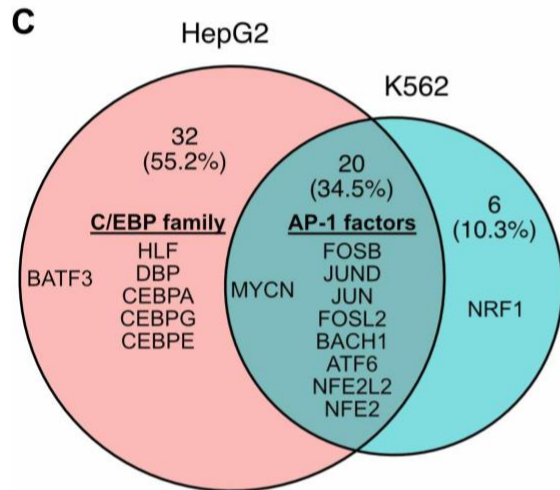 C
HepG2
K562
32
(55.2%)
20
(34.5%)
6
(10.3%)
C/EBP family
HLF
DBP
CEBPA
CEBPG
CEBPE
BATF3
AP-1 factors
FOSB
JUND
JUN
FOSL2
BACH1
ATF6
NFE2L2
NFE2
MYCN
NRF1